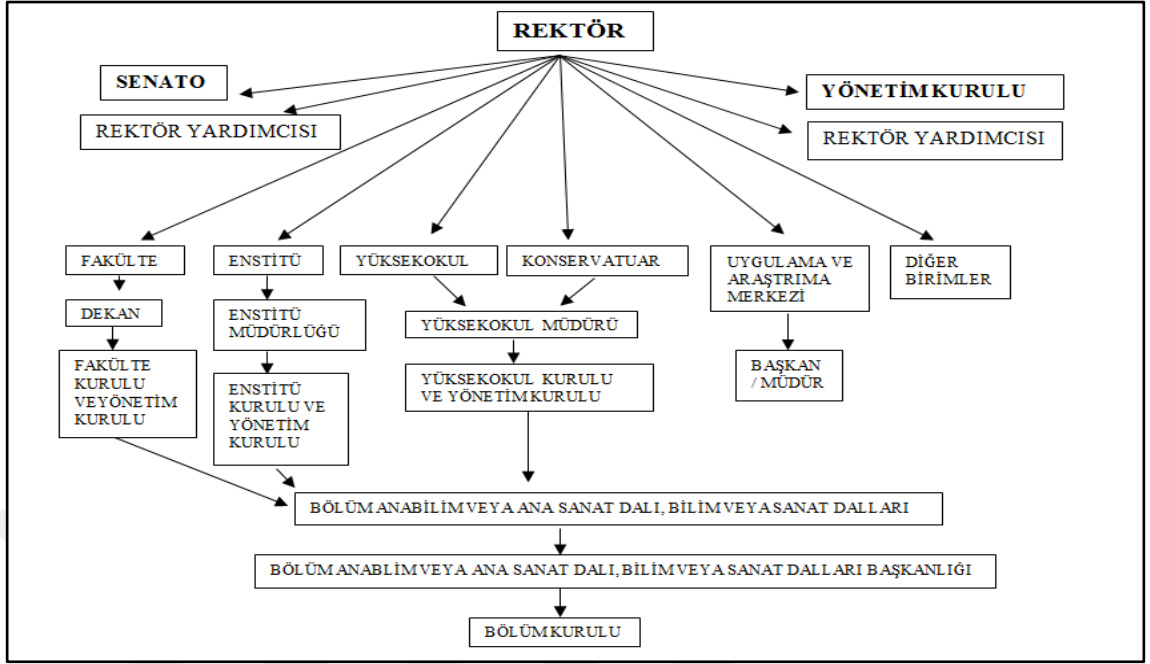 REKTÖR
SENATO
YÖNETİM KURULU
REKTÖR YARDIMCISI
REKTÖR YARDIMCISI
FAKÜLTE
ENSTİTÜ
YÜKSEKOKUL
KONSERVATUAR
UYGULAMA VE
ARAŞTRIMA
MERKEZİ
DİĞER
BİRİMLER
DEKAN
ENSTİTÜ
MÜDÜRLÜĞÜ
YÜKSEKOKUL MÜDÜRÜ
BAŞKAN
/ MÜDÜR
FAKÜLTE
KURULU
VEYÖNETİM
KURULU
ENSTİTÜ
KURULU VE
YÖNETİM
KURULU
YÜKSEKOKUL KURULU
VE YÖNETİM KURULU
BÖLÜM ANABİLİM VEYA ANA SANAT DALI, BİLİM VEYA SANAT DALLARI
BÖLÜM ANABLİM VEYA ANA SANAT DALI, BİLİM VEYA SANAT DALLARI BAŞKANLIĞI
BÖLÜM KURULU